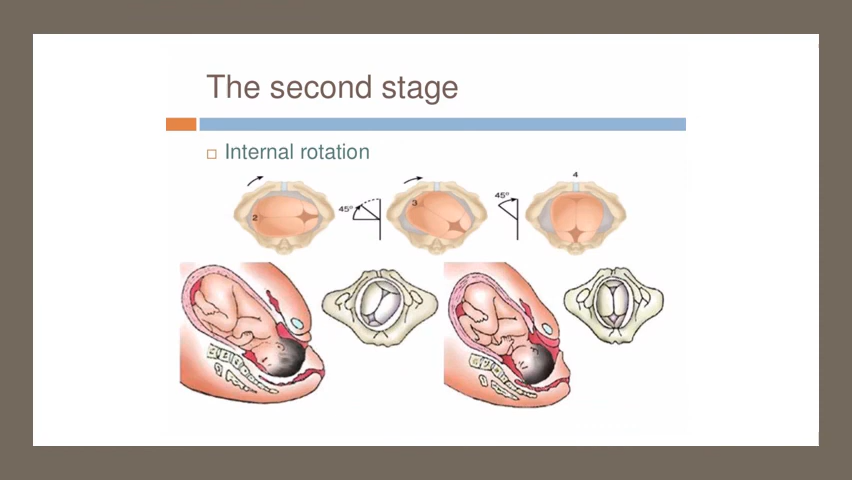 The second stage
Internal rotation
4
2
45°
3
45°